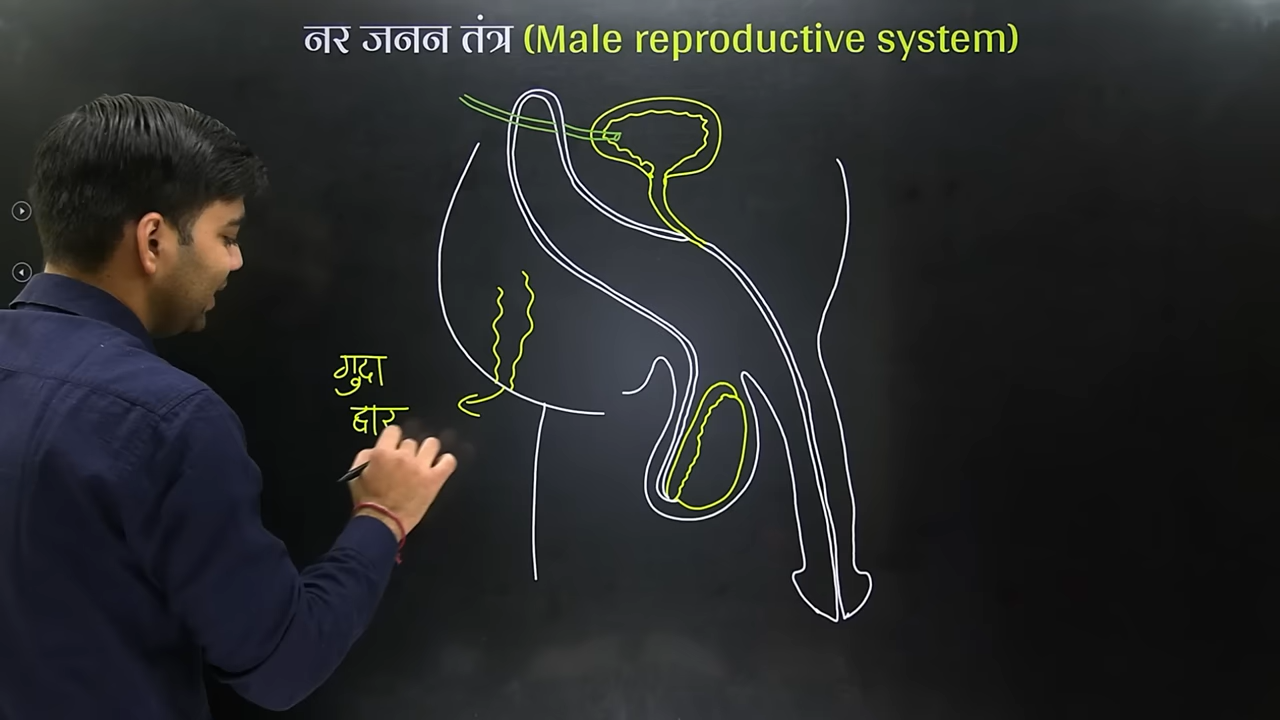 नर जनन तंत्र (Male reproductive system)
गुदा
द्वार